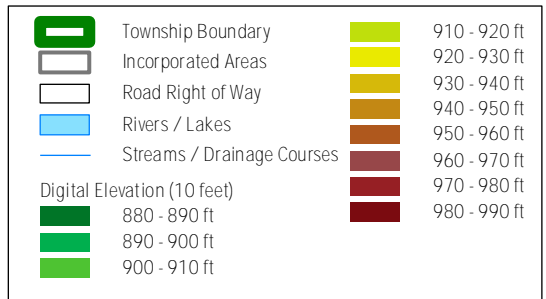 Township Boundary
Incorporated Areas
Road Right of Way
Rivers / Lakes
Streams / Drainage Courses
Digital Elevation (10 feet)
880 - 890 ft
890 - 900 ft
900 - 910 ft
910 - 920 ft
920 - 930 ft
930 - 940 ft
940 - 950 ft
950 - 960 ft
960 - 970 ft
970 - 980 ft
980 - 990 ft